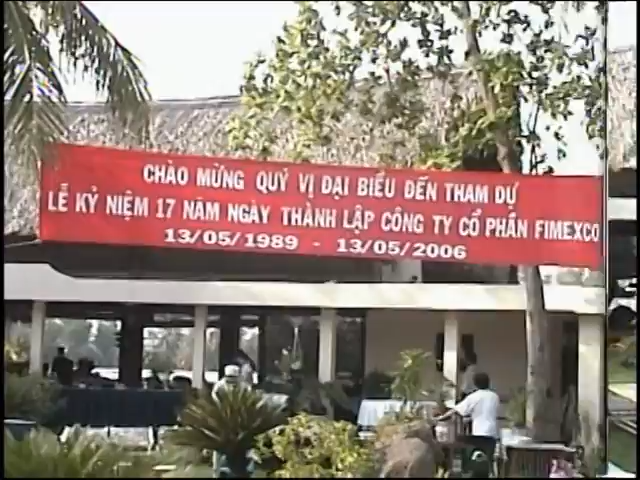 CHÀO MỪNG QUÝ VỊ ĐẠI BIỂU ĐẾN THAM DỰ
LỄ KỶ NIỆM 17 NĂM NGÀY THÀNH LẬP CÔNG TY CỔ PHẦN FIMEXCO
13/05/1989 - 13/05/2006